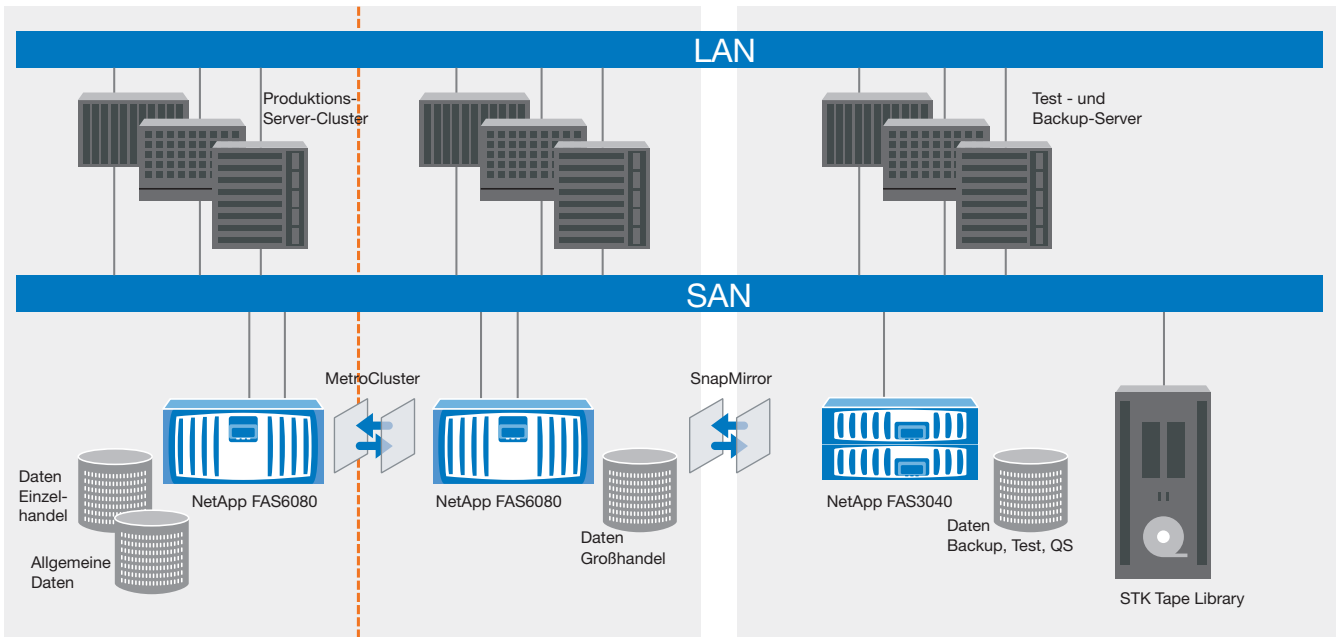 LAN
Produktions-
Server-Cluster
Test - und
Backup-Server
SAN
MetroCluster
SnapMirror
Daten
Einzel-
handel
NetApp FAS6080
NetApp FAS6080
NetApp FAS3040
Allgemeine
Daten
Daten
Großhandel
Daten
Backup, Test, QS
STK Tape Library